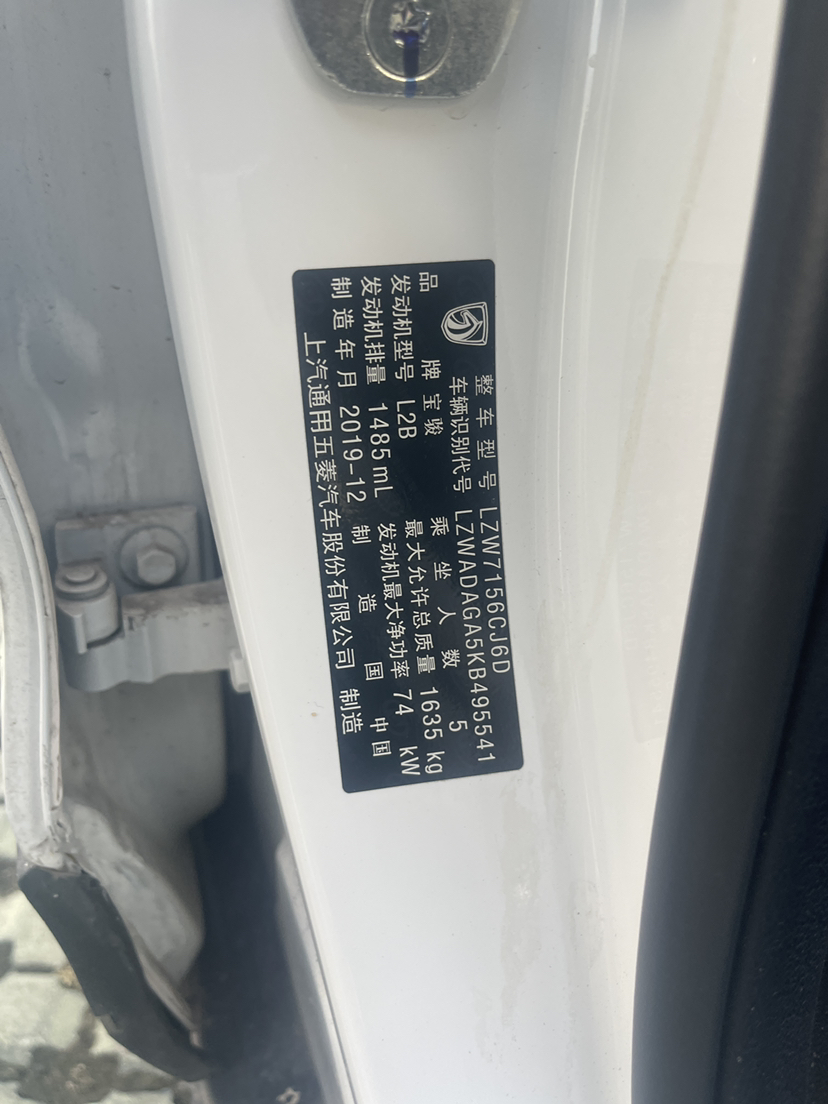 整车型号 LZW7156CJ6D
车辆识别代号 LZWADAGA5KB495541
品牌 宝骏 乘坐人数 5
发动机型号 L2B 最大允许总质量 1635 kg
发动机排量 1485 mL 发动机最大净功率 74 kW
制造年月 2019-12 制造国 中国
上汽通用五菱汽车股份有限公司 制造